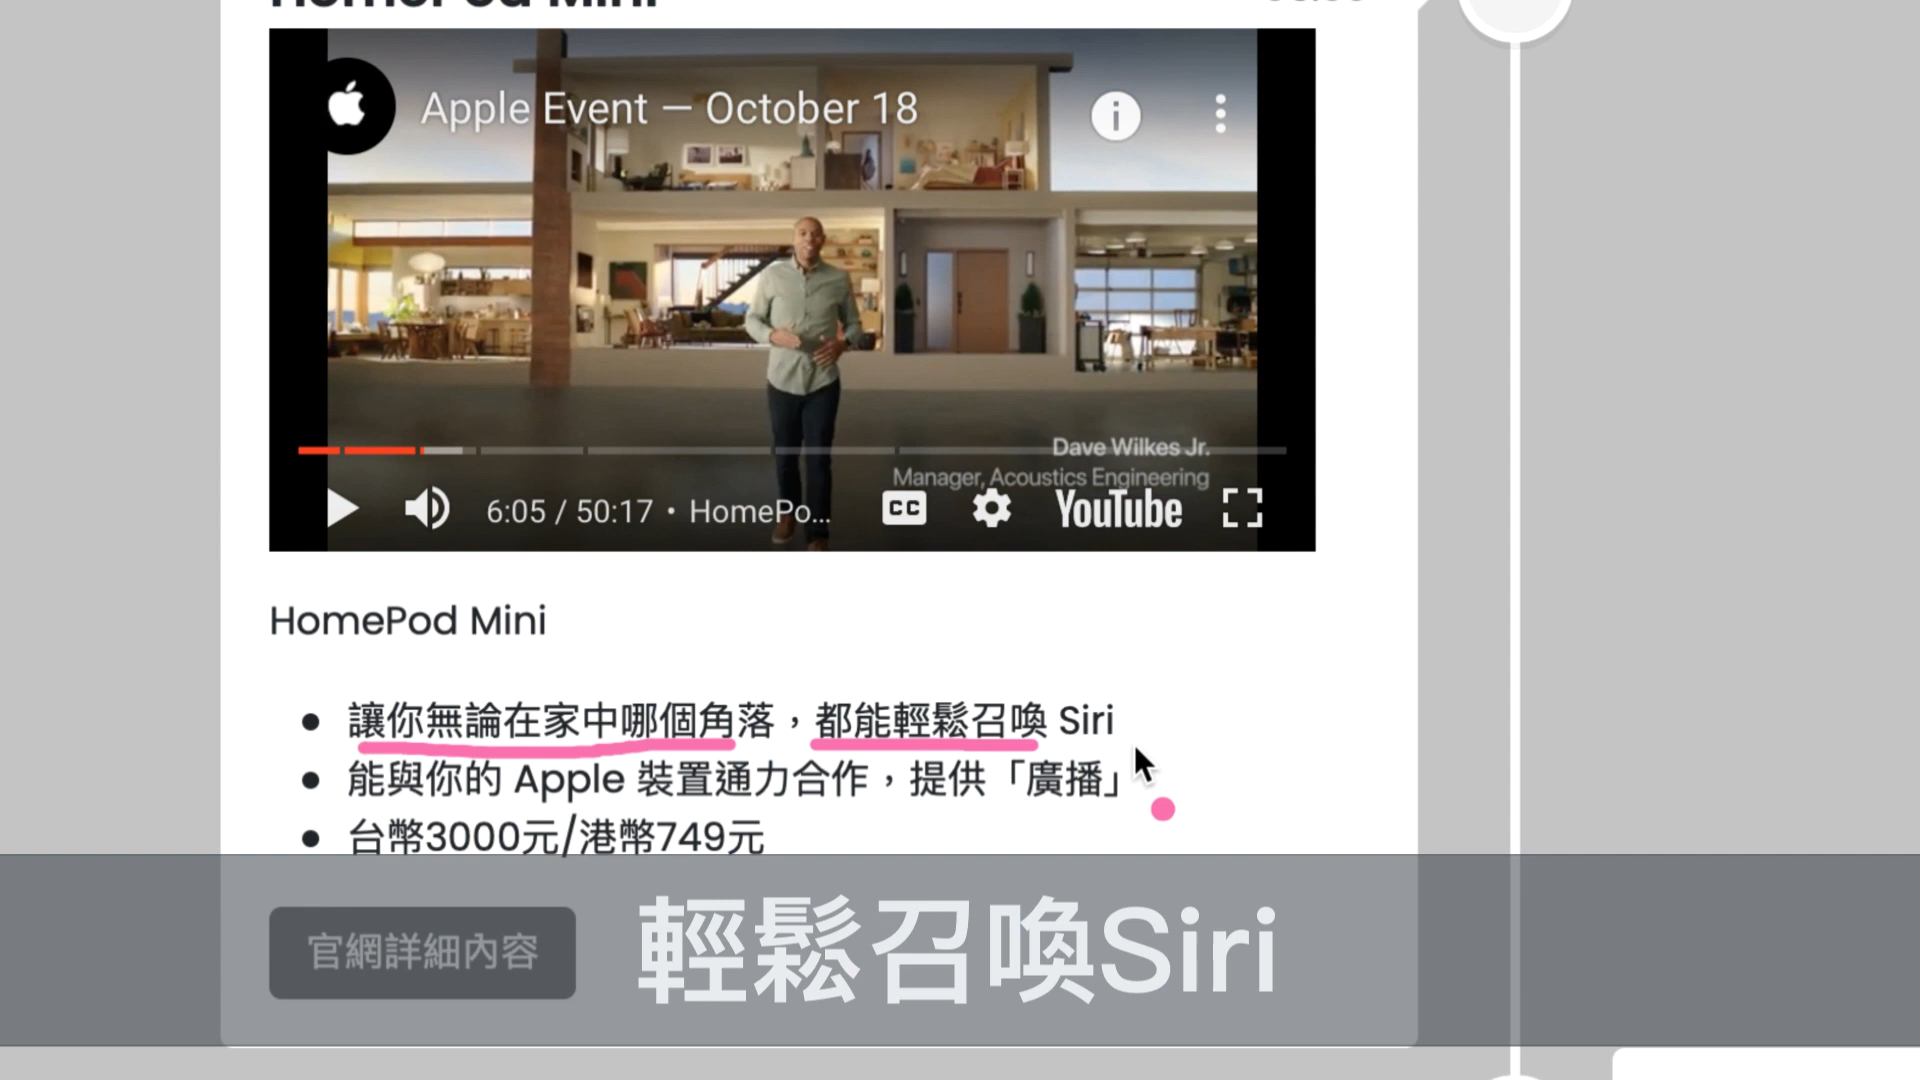 HomePod Mini
Apple Event — October 18
Dave Wilkes Jr.
Manager, Acoustics Engineering
6:05 / 50:17 • HomePo...
CC
YouTube
HomePod Mini
讓你無論在家中哪個角落，都能輕鬆召喚 Siri
能與你的 Apple 裝置通力合作，提供「廣播」
台幣3000元/港幣749元
官網詳細內容
輕鬆召喚Siri